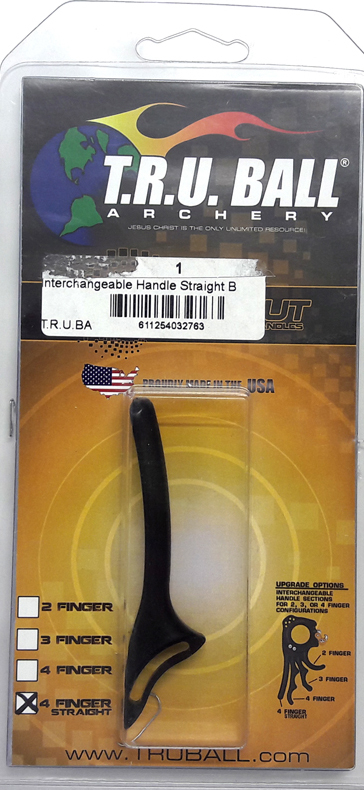 T.R.U. BALL®
ARCHERY
JESUS CHRIST IS THE ONLY UNLIMITED RESOURCE!
1
nterchangeable Handle Straight B
T.R.U.BA
611254032763
UT
NDLES
PROUDLY MADE IN THE USA
UPGRADE OPTIONS
INTERCHANGEABLE
HANDLE SECTIONS
FOR 2, 3, OR 4 FINGER
CONFIGURATIONS
2 FINGER
3 FINGER
4 FINGER
4 FINGER
STRAIGHT
2 FINGER
3 FINGER
4 FINGER
4 FINGER
STRAIGHT
www.TRUBALL.com